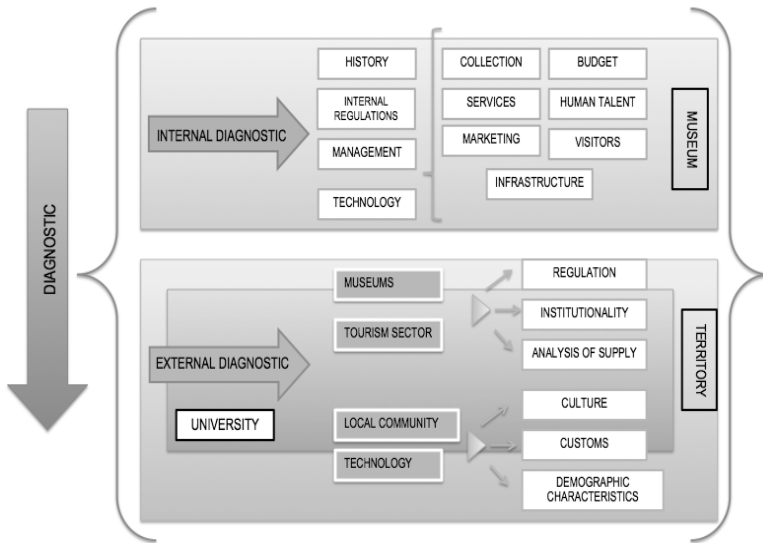 DIAGNOSTIC
INTERNAL DIAGNOSTIC
HISTORY
INTERNAL
REGULATIONS
MANAGEMENT
TECHNOLOGY
COLLECTION
BUDGET
SERVICES
HUMAN TALENT
MARKETING
VISITORS
INFRASTRUCTURE
MUSEUM
EXTERNAL DIAGNOSTIC
UNIVERSITY
MUSEUMS
TOURISM SECTOR
LOCAL COMMUNITY
TECHNOLOGY
REGULATION
INSTITUTIONALITY
ANALYSIS OF SUPPLY
CULTURE
CUSTOMS
DEMOGRAPHIC
CHARACTERISTICS
TERRITORY